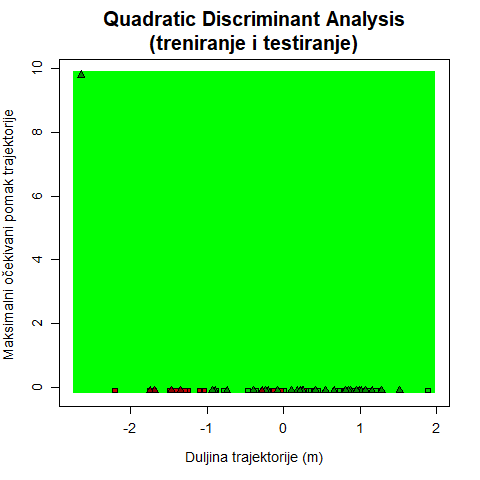 Quadratic Discriminant Analysis
(treniranje i testiranje)
Maksimalni očekivani pomak trajektorije
10
8
6
4
2
0
-2 -1 0 1 2
Duljina trajektorije (m)